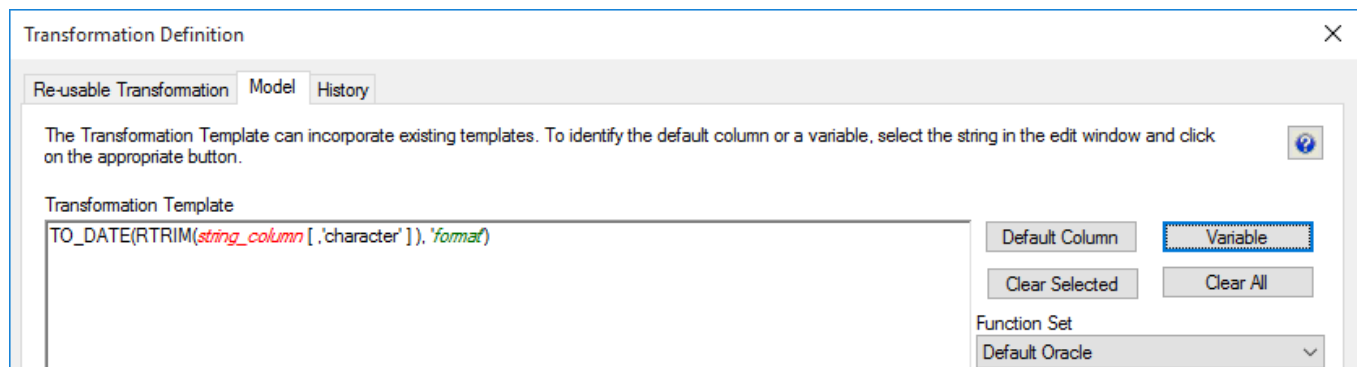 Transformation Definition
Re-usable Transformation Model History
The Transformation Template can incorporate existing templates. To identify the default column or a variable, select the string in the edit window and click
on the appropriate button.
Transformation Template
TO_DATE(RTRIM(string_column [ ,'character' ] ), 'format')
Default Column Variable
Clear Selected Clear All
Function Set
Default Oracle